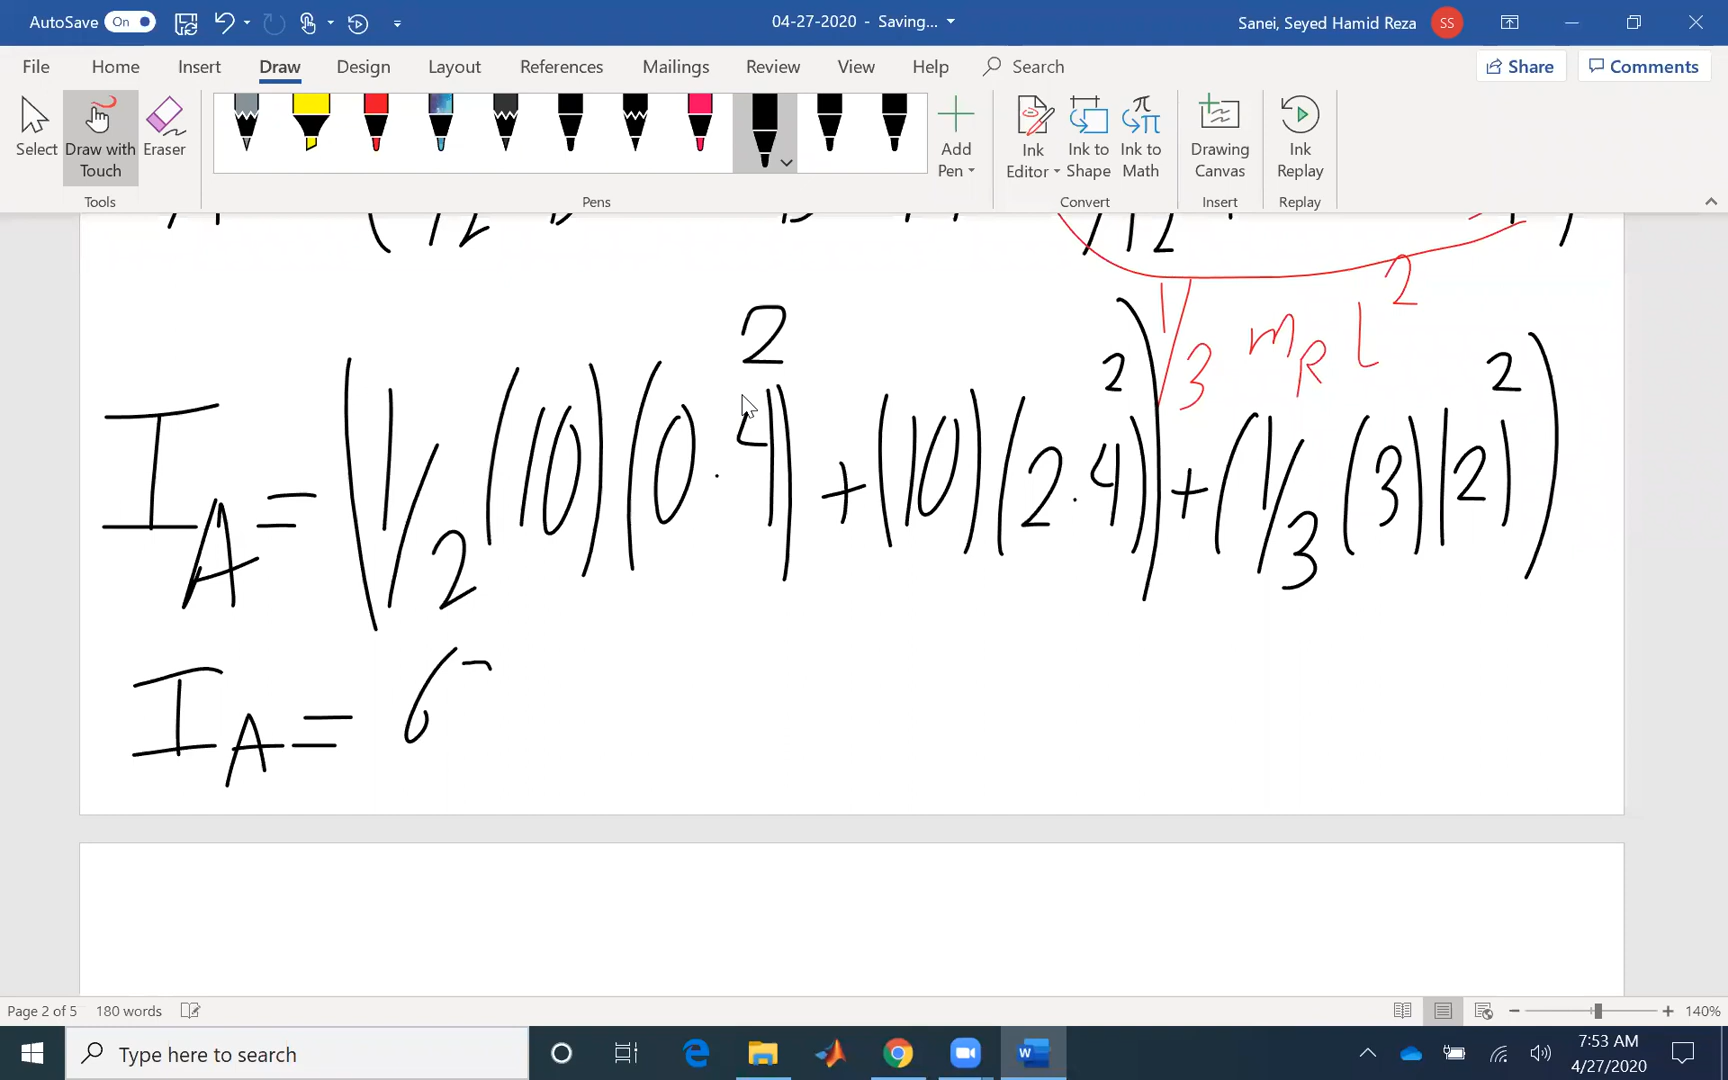 AutoSave On 04-27-2020 - Saving... Sanei, Seyed Hamid Reza SS
File Home Insert Draw Design Layout References Mailings Review View Help Search Share Comments
Select Draw with Touch Eraser Add Pen Ink Editor Ink to Shape Ink to Math Drawing Canvas Ink Replay
Tools Pens Convert Insert Replay
1/3 m_R l^2
I_A = (1/2 (10)(0.4)^2 + (10)(2.4)^2) + (1/3 (3)(2)^2)
I_A = 6
Page 2 of 5 180 words 140%
Type here to search 7:53 AM
4/27/2020